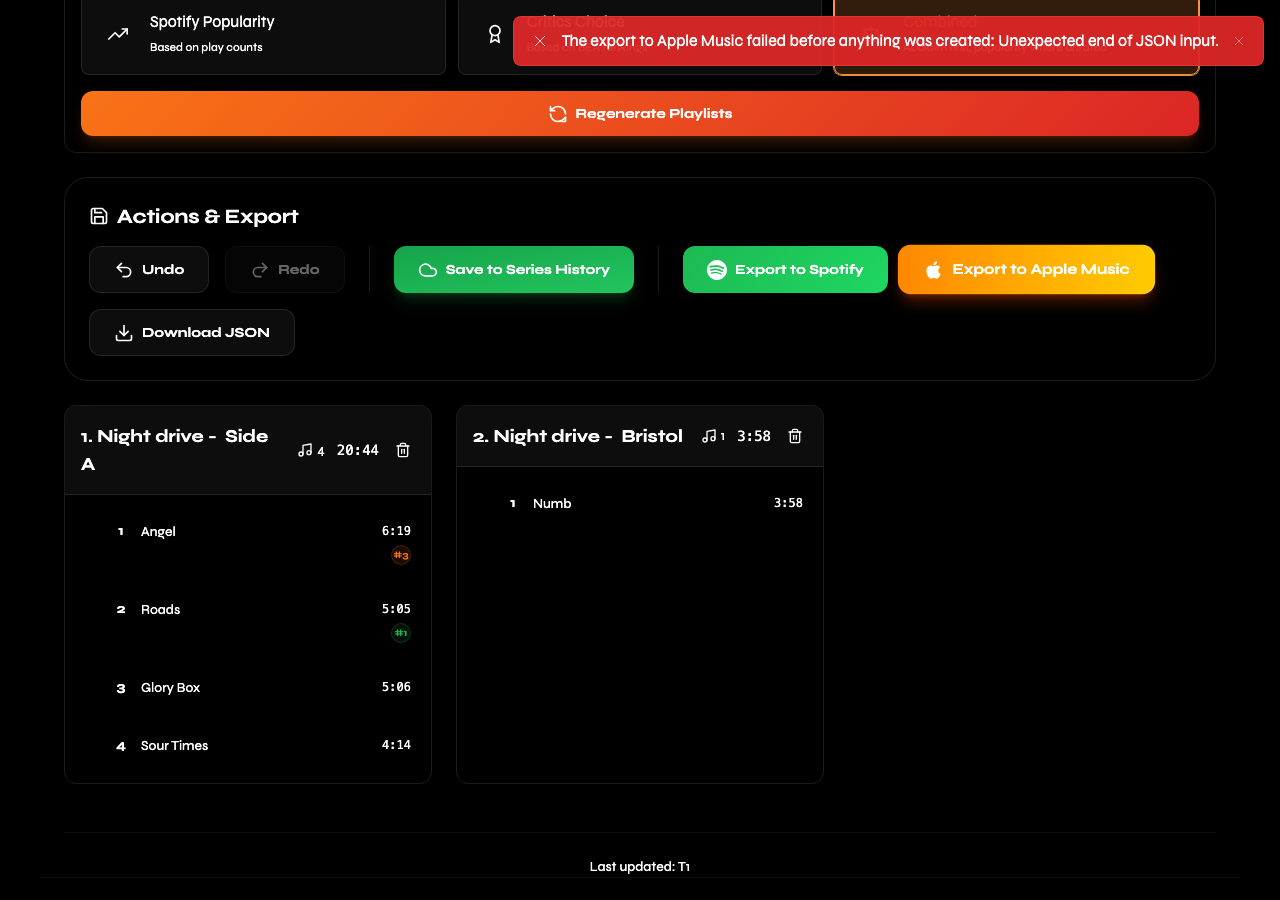 Spotify Popularity
Based on play counts
Critics Choice
Combined
The export to Apple Music failed before anything was created: Unexpected end of JSON input.
Regenerate Playlists
Actions & Export
Undo
Redo
Save to Series History
Export to Spotify
Export to Apple Music
Download JSON
1. Night drive - Side
A
4 20:44
1 Angel 6:19
#3
2 Roads 5:05
#1
3 Glory Box 5:06
4 Sour Times 4:14
2. Night drive - Bristol 1 3:58
1 Numb 3:58
Last updated: T1